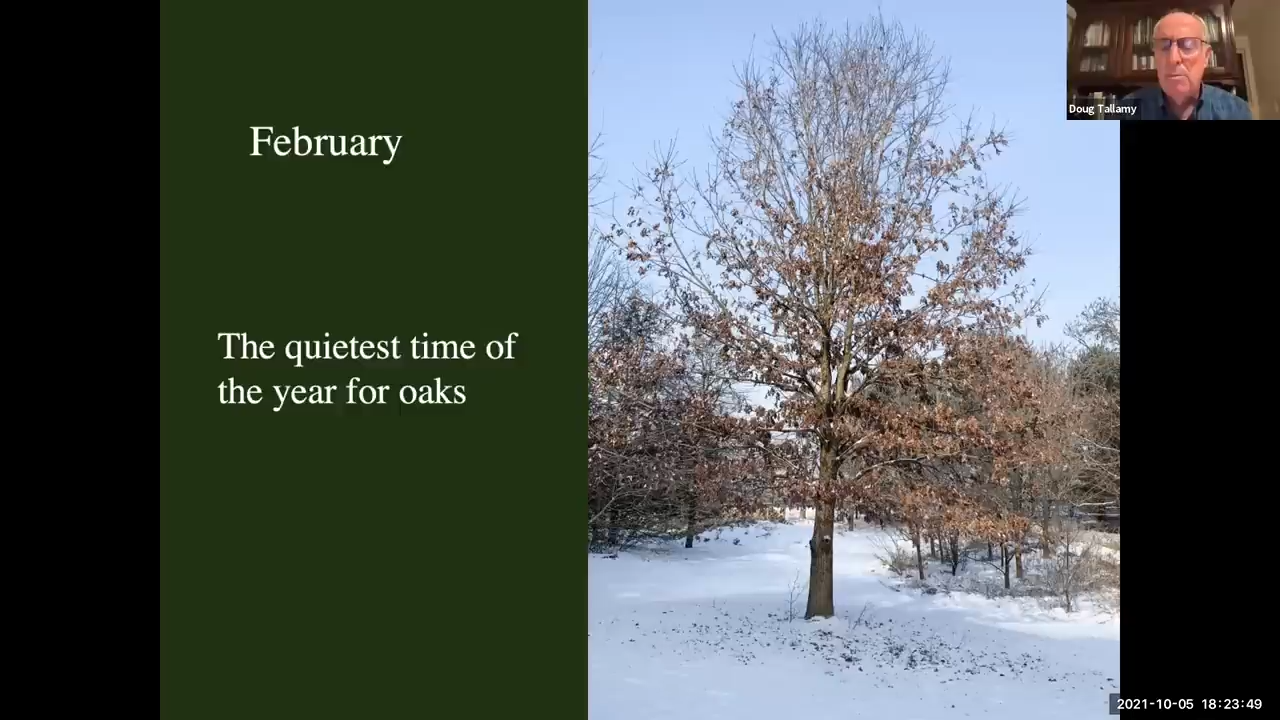 February
The quietest time of
the year for oaks
Doug Tallamy
2021-10-05 18:23:49